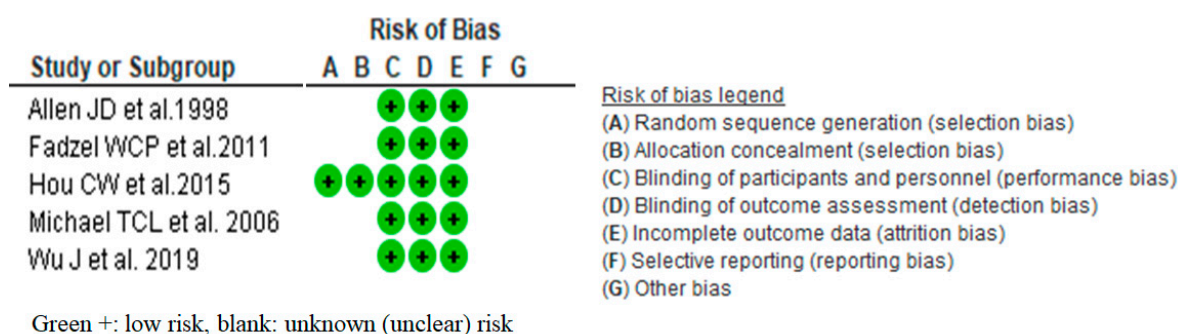 Risk of Bias
Study or Subgroup A B C D E F G
Allen JD et al.1998 + + +
Fadzel WCP et al.2011 + + +
Hou CW et al.2015 + + + + +
Michael TCL et al. 2006 + + +
Wu J et al. 2019 + + +
Green +: low risk, blank: unknown (unclear) risk
Risk of bias legend
(A) Random sequence generation (selection bias)
(B) Allocation concealment (selection bias)
(C) Blinding of participants and personnel (performance bias)
(D) Blinding of outcome assessment (detection bias)
(E) Incomplete outcome data (attrition bias)
(F) Selective reporting (reporting bias)
(G) Other bias